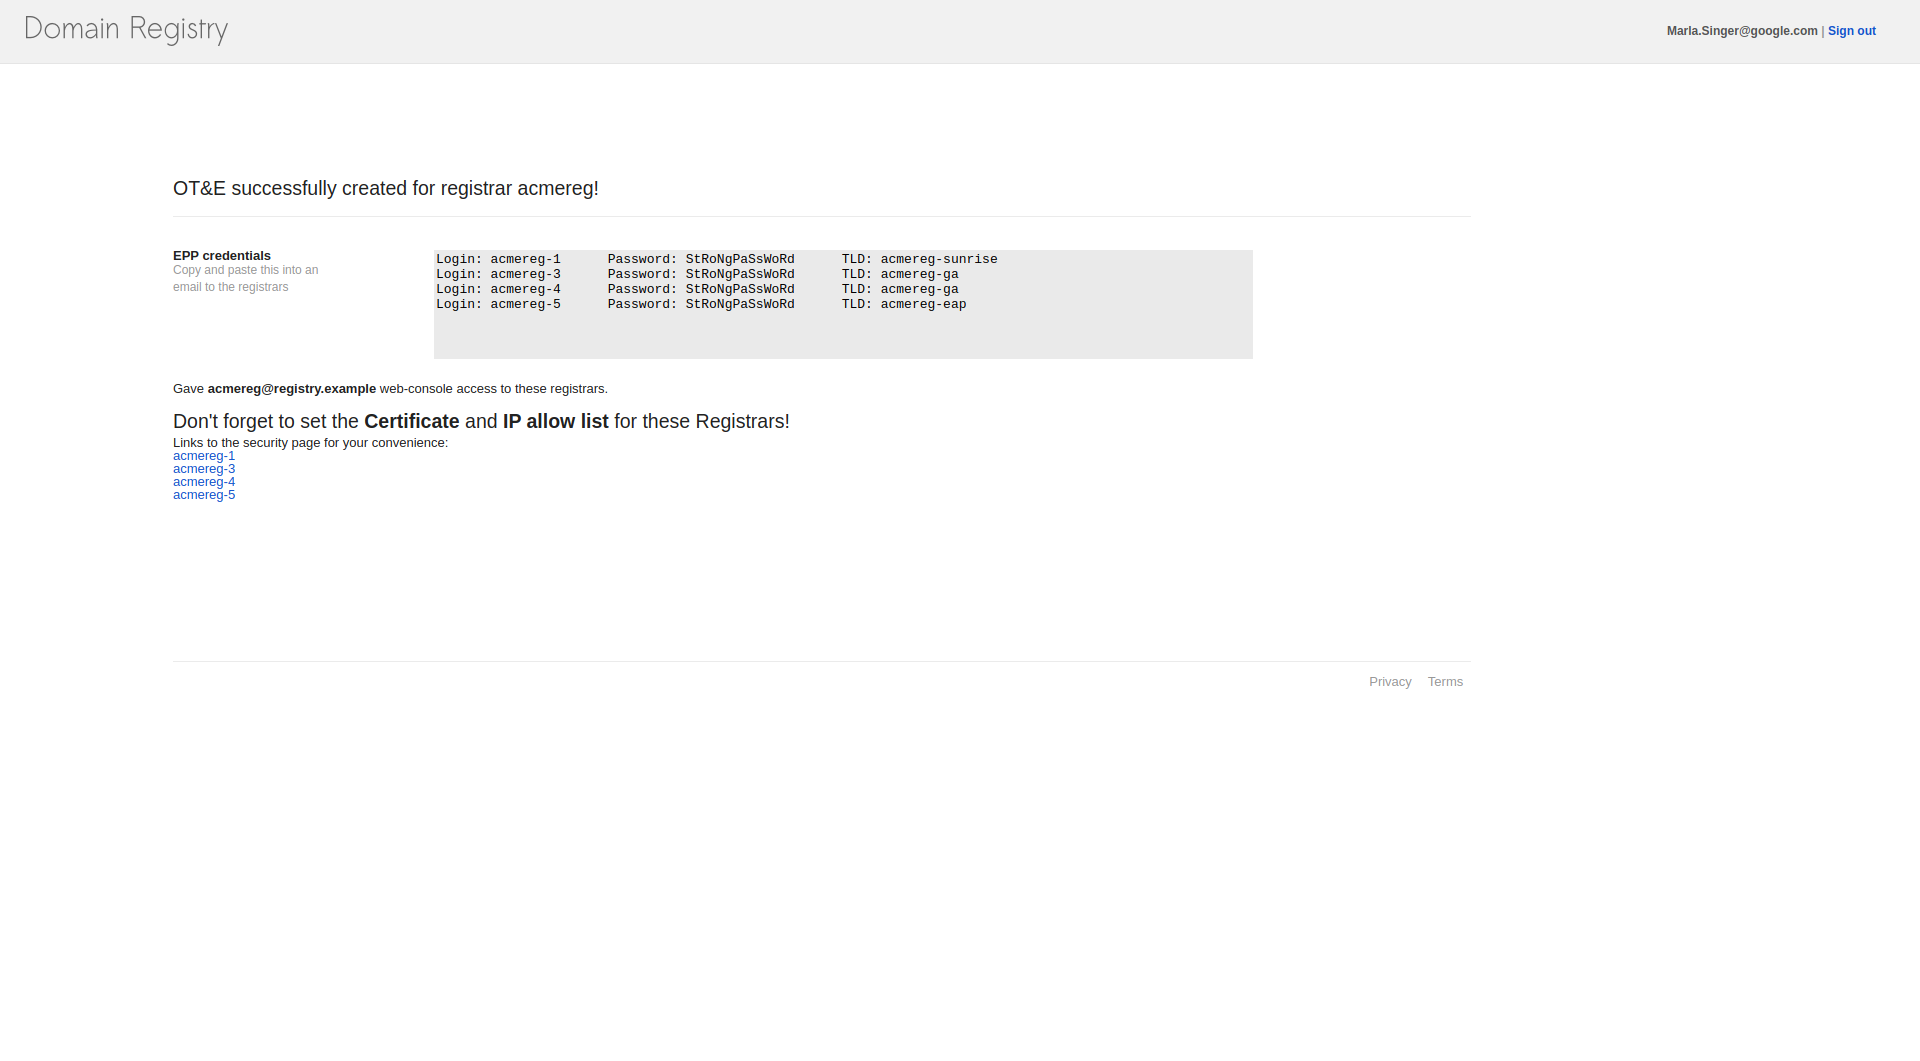 Domain Registry
Marla.Singer@google.com | Sign out
OT&E successfully created for registrar acmereg!
EPP credentials
Copy and paste this into an
email to the registrars
Login: acmereg-1      Password: StRoNgPaSsWoRd      TLD: acmereg-sunrise
Login: acmereg-3      Password: StRoNgPaSsWoRd      TLD: acmereg-ga
Login: acmereg-4      Password: StRoNgPaSsWoRd      TLD: acmereg-ga
Login: acmereg-5      Password: StRoNgPaSsWoRd      TLD: acmereg-eap
Gave acmereg@registry.example web-console access to these registrars.
Don't forget to set the Certificate and IP allow list for these Registrars!
Links to the security page for your convenience:
acmereg-1
acmereg-3
acmereg-4
acmereg-5
Privacy Terms